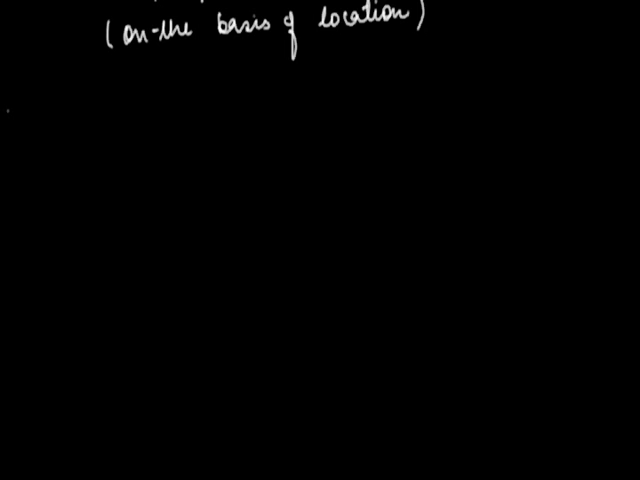 (on the basis of location)